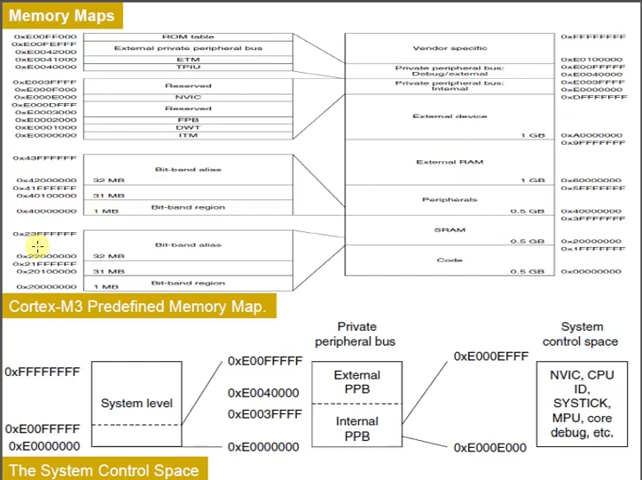 Memory Maps
0xE00FF000
ROM table
0xE00FEFFF
External private peripheral bus
0xE0042000
0xE0041000
ETM
0xE0040000
TPIU
0xE003FFFF
Reserved
0xE000F000
0xE000E000
NVIC
0xE000DFFF
Reserved
0xE0003000
0xE0002000
FPB
0xE0001000
DWT
0xE0000000
ITM
0x43FFFFFF
Bit-band alias
0x42000000
32 MB
0x41FFFFFF
0x40100000
31 MB
0x40000000
1 MB
Bit-band region
0x23FFFFFF
Bit-band alias
0x22000000
32 MB
0x21FFFFFF
0x20100000
31 MB
0x20000000
1 MB
Bit-band region
0xFFFFFFFF
Vendor specific
0xE0100000
Private peripheral bus:
Debug/external
0xE00FFFFF
0xE0040000
Private peripheral bus:
Internal
0xE003FFFF
0xE0000000
0xDFFFFFFF
External device
1 GB
0xA0000000
0x9FFFFFFF
External RAM
1 GB
0x60000000
0x5FFFFFFF
Peripherals
0.5 GB
0x40000000
0x3FFFFFFF
SRAM
0.5 GB
0x20000000
0x1FFFFFFF
Code
0.5 GB
0x00000000
Cortex-M3 Predefined Memory Map.
Private
peripheral bus
System
control space
0xFFFFFFFF
System level
0xE00FFFFF
0xE0000000
0xE00FFFFF
External
PPB
0xE0040000
0xE003FFFF
Internal
PPB
0xE0000000
0xE000EFFF
0xE000E000
NVIC, CPU
ID,
SYSTICK,
MPU, core
debug, etc.
The System Control Space